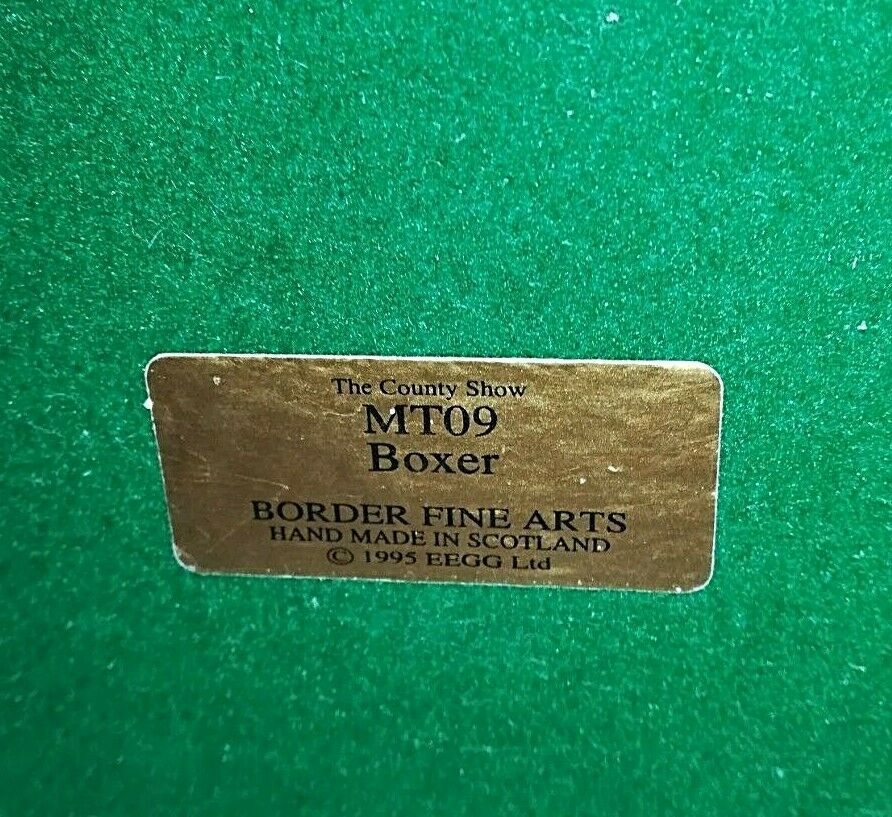 The County Show
MT09
Boxer
BORDER FINE ARTS
HAND MADE IN SCOTLAND
© 1995 EEGG Ltd